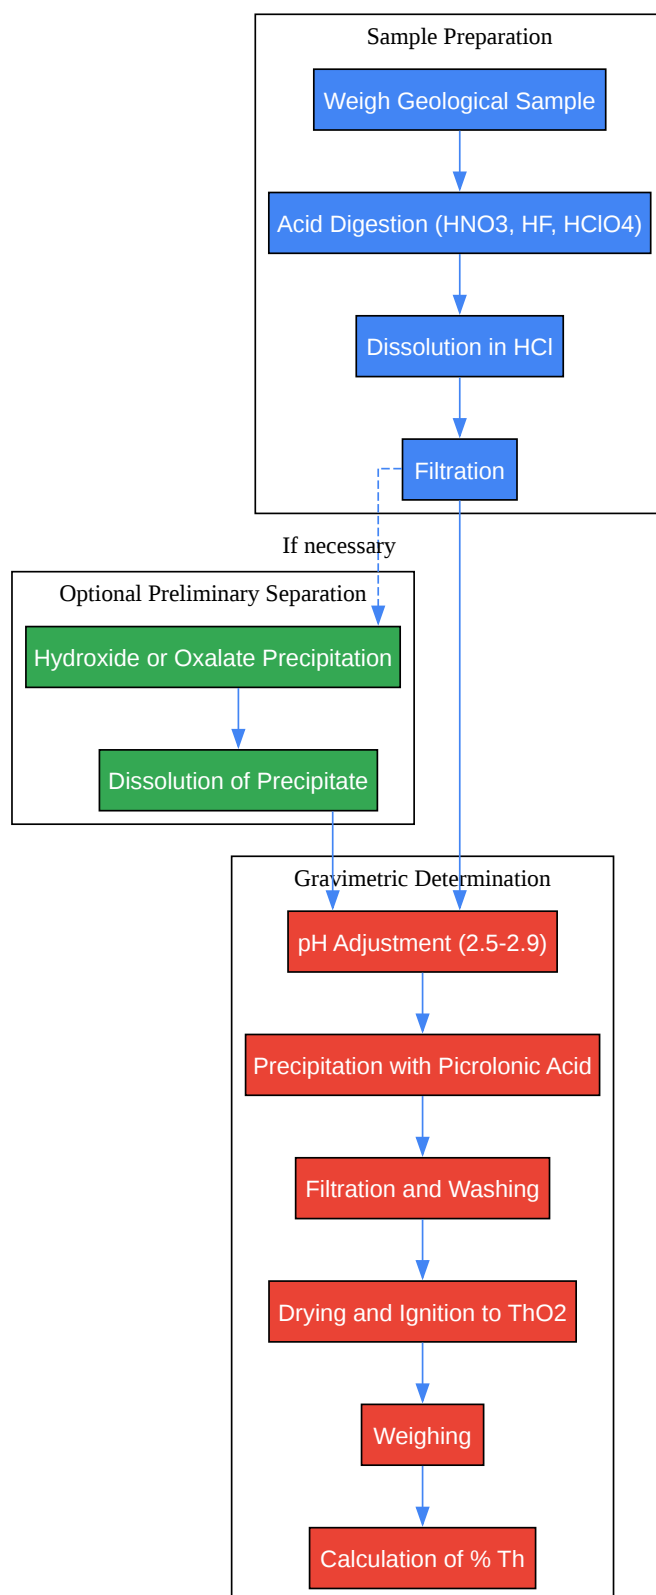 Sample Preparation
Weigh Geological Sample
Acid Digestion (HNO3, HF, HClO4)
Dissolution in HCl
Filtration
If necessary
Optional Preliminary Separation
Hydroxide or Oxalate Precipitation
Dissolution of Precipitate
Gravimetric Determination
pH Adjustment (2.5-2.9)
Precipitation with Picrolonic Acid
Filtration and Washing
Drying and Ignition to ThO2
Weighing
Calculation of % Th